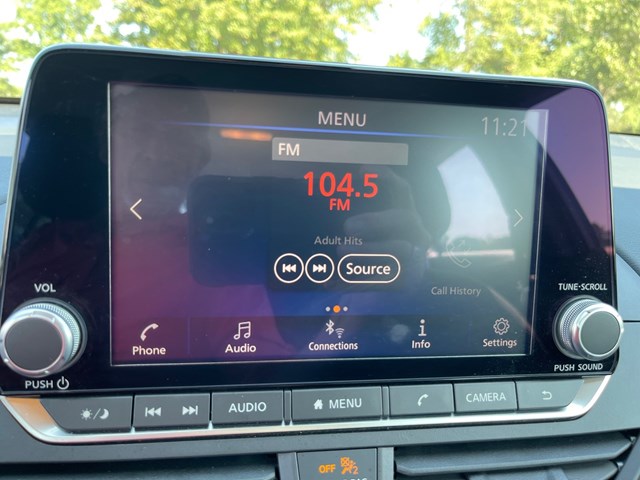 MENU
11:21
FM
104.5
FM
Adult Hits
Source
Call History
VOL
TUNE·SCROLL
Phone
Audio
Connections
Info
Settings
PUSH
PUSH SOUND
AUDIO
MENU
CAMERA
OFF
2